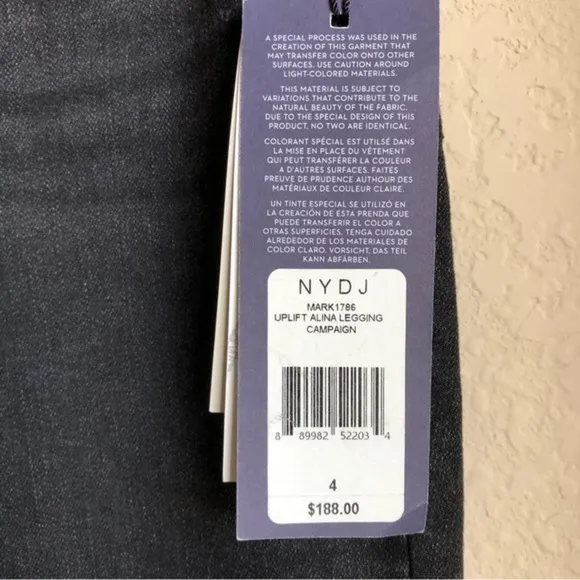 A SPECIAL PROCESS WAS USED IN THE
CREATION OF THIS GARMENT THAT
MAY TRANSFER COLOR ONTO OTHER
SURFACES. USE CAUTION AROUND
LIGHT-COLORED MATERIALS.
THIS MATERIAL IS SUBJECT TO
VARIATIONS THAT CONTRIBUTE TO THE
NATURAL BEAUTY OF THE FABRIC.
DUE TO THE SPECIAL DESIGN OF THIS
PRODUCT, NO TWO ARE IDENTICAL.
COLORANT SPÉCIAL EST UTILSÉ DANS
LA MISE EN PLACE DU VÊTEMENT
QUI PEUT TRANSFÉRER LA COULEUR
A D'AUTRES SURFACES. FAITES
PREUVE DE PRUDENCE AUTHOUR DES
MATÉRIAUX DE COULEUR CLAIRE.
UN TINTE ESPECIAL SE UTILIZÓ EN
LA CREACIÓN DE ESTA PRENDA QUE
PUEDE TRANSFERIR EL COLOR A
OTRAS SUPERFICIES. TENGA CUIDADO
ALREDEDOR DE LOS MATERIALES DE
COLOR CLARO. VORSICHT, DAS TEIL
KANN ABFÄRBEN.
NYDJ
MARK1786
UPLIFT ALINA LEGGING
CAMPAIGN
8 89982 52203 4
4
$188.00